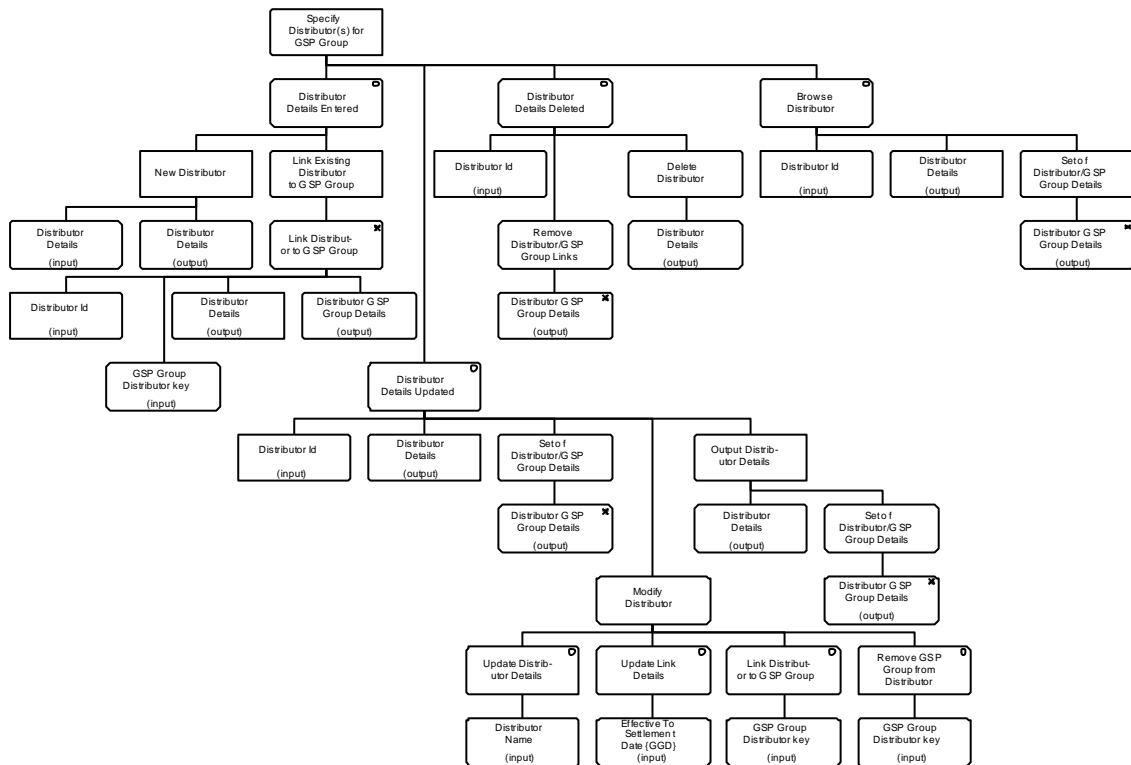 Specify
Distributor(s) for
GSP Group
Distributor
Details Entered
Distributor
Details Deleted
Browse
Distributor
New Distributor
Link Existing
Distributor
to GSP Group
Distributor Id
(input)
Delete
Distributor
Distributor Id
(input)
Distributor
Details
(output)
Set of
Distributor/GSP
Group Details
Distributor
Details
(input)
Distributor
Details
(output)
Link Distribut-
or to GSP Group
Remove
Distributor/GSP
Group Links
Distributor
Details
(output)
Distributor GSP
Group Details
(output)
Distributor Id
(input)
Distributor
Details
(output)
Distributor GSP
Group Details
(output)
Distributor GSP
Group Details
(output)
GSP Group
Distributor key
(input)
Distributor
Details Updated
Distributor Id
(input)
Distributor
Details
(output)
Set of
Distributor/GSP
Group Details
Output Distrib-
utor Details
Distributor GSP
Group Details
(output)
Distributor
Details
(output)
Set of
Distributor/GSP
Group Details
Modify
Distributor
Distributor GSP
Group Details
(output)
Update Distrib-
utor Details
Update Link
Details
Link Distribut-
or to GSP Group
Remove GSP
Group from
Distributor
Distributor
Name
(input)
Effective To
Settlement
Date {GGD}
(input)
GSP Group
Distributor key
(input)
GSP Group
Distributor key
(input)